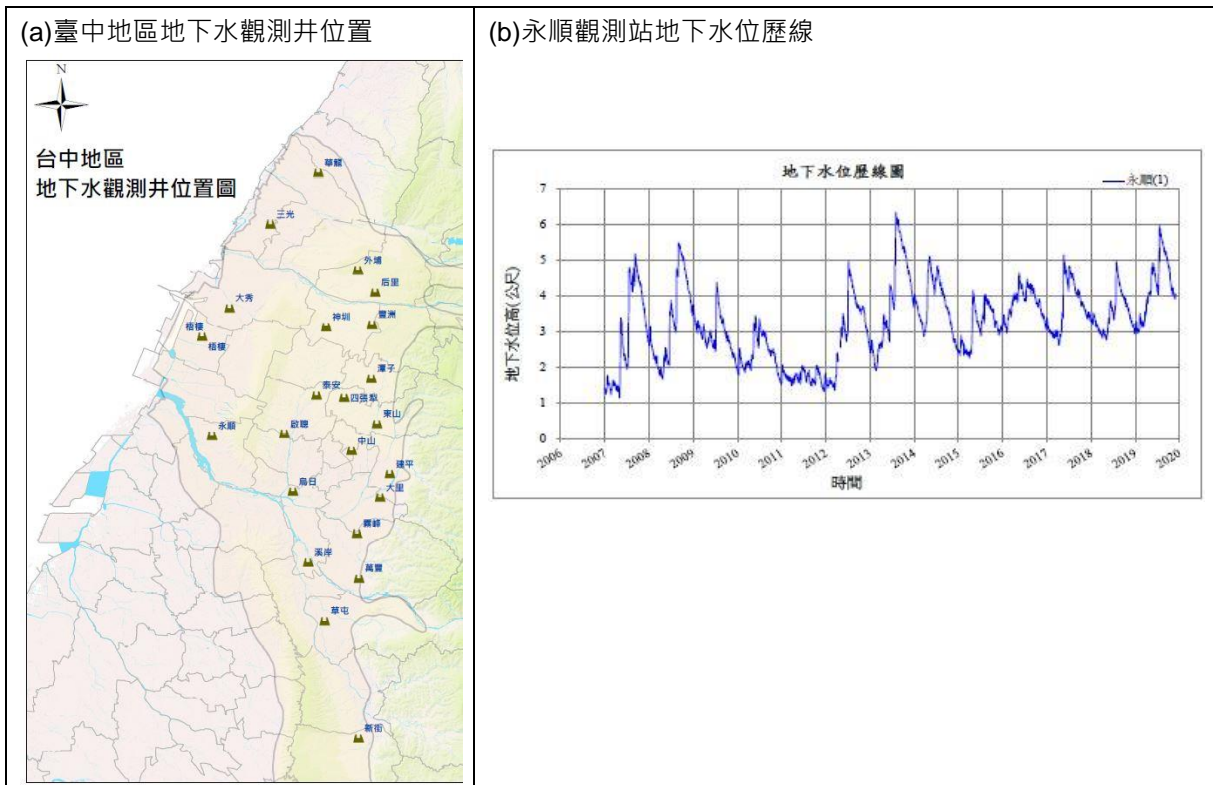 (a)臺中地區地下水觀測井位置
N
台中地區
地下水觀測井位置圖
華龍
三光
外埔
后里
大秀
神圳
豐洲
梧棲
梧棲
潭子
泰安
四張犁
東山
永順
啟聰
中山
建平
烏日
大里
霧峰
溪岸
萬豐
草屯
新街
(b)永順觀測站地下水位歷線
地下水位歷線圖
永順(1)
地下水位高(公尺)
7
6
5
4
3
2
1
0
2006 2007 2008 2009 2010 2011 2012 2013 2014 2015 2016 2017 2018 2019 2020
時間